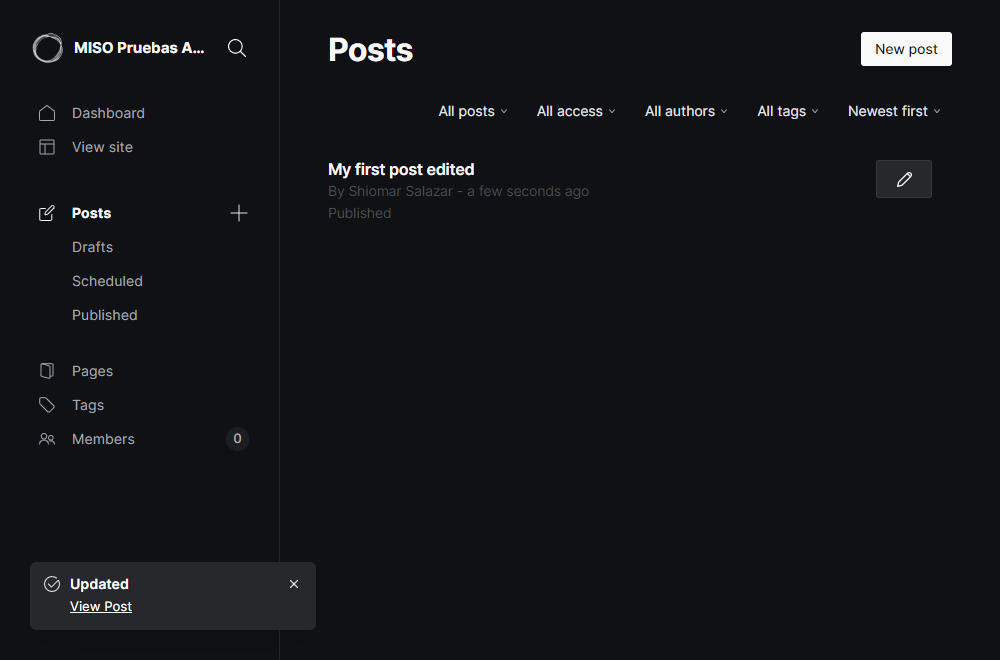 MISO Pruebas A...
Dashboard
View site
Posts
Drafts
Scheduled
Published
Pages
Tags
Members 0
Posts
New post
All posts All access All authors All tags Newest first
My first post edited
By Shiomar Salazar - a few seconds ago
Published
Updated
View Post